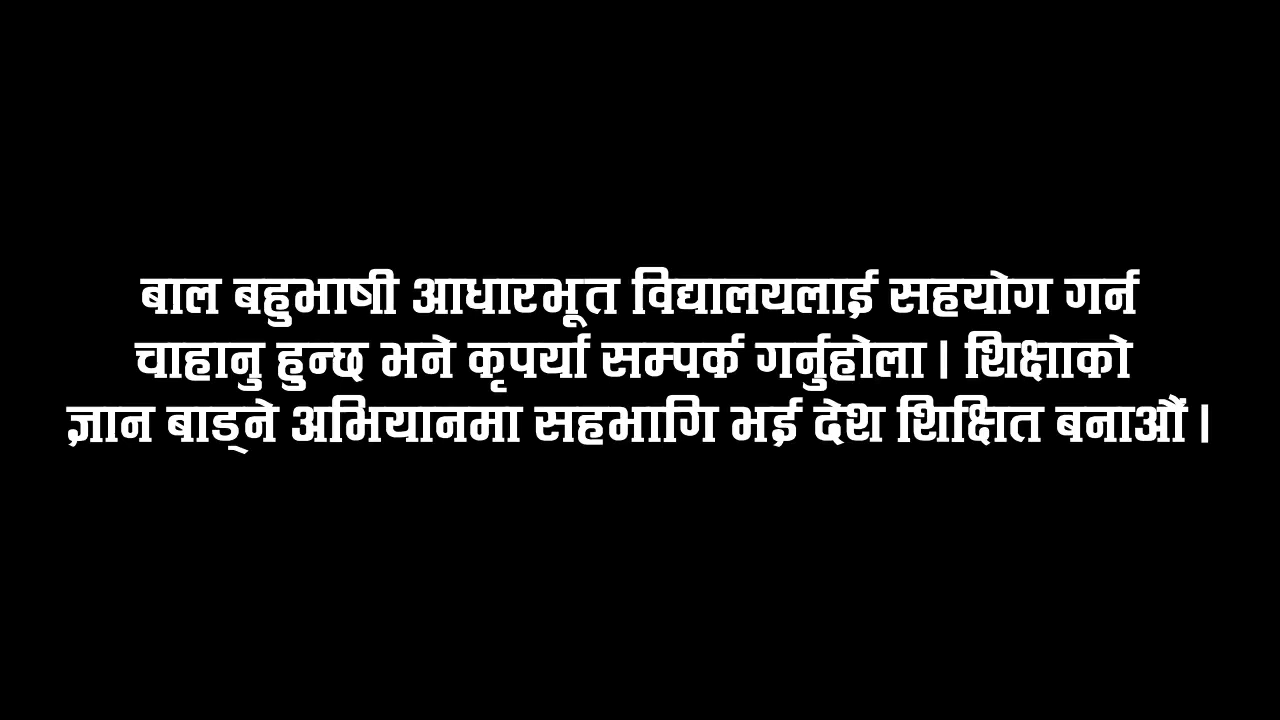 बाल बहुभाषी आधारभूत विद्यालयलाई सहयोग गर्न
चाहानु हुन्छ भने कृपर्या सम्पर्क गर्नुहोला । शिक्षाको
ज्ञान बाड्ने अभियानमा सहभागि भई देश शिक्षित बनाऔं ।